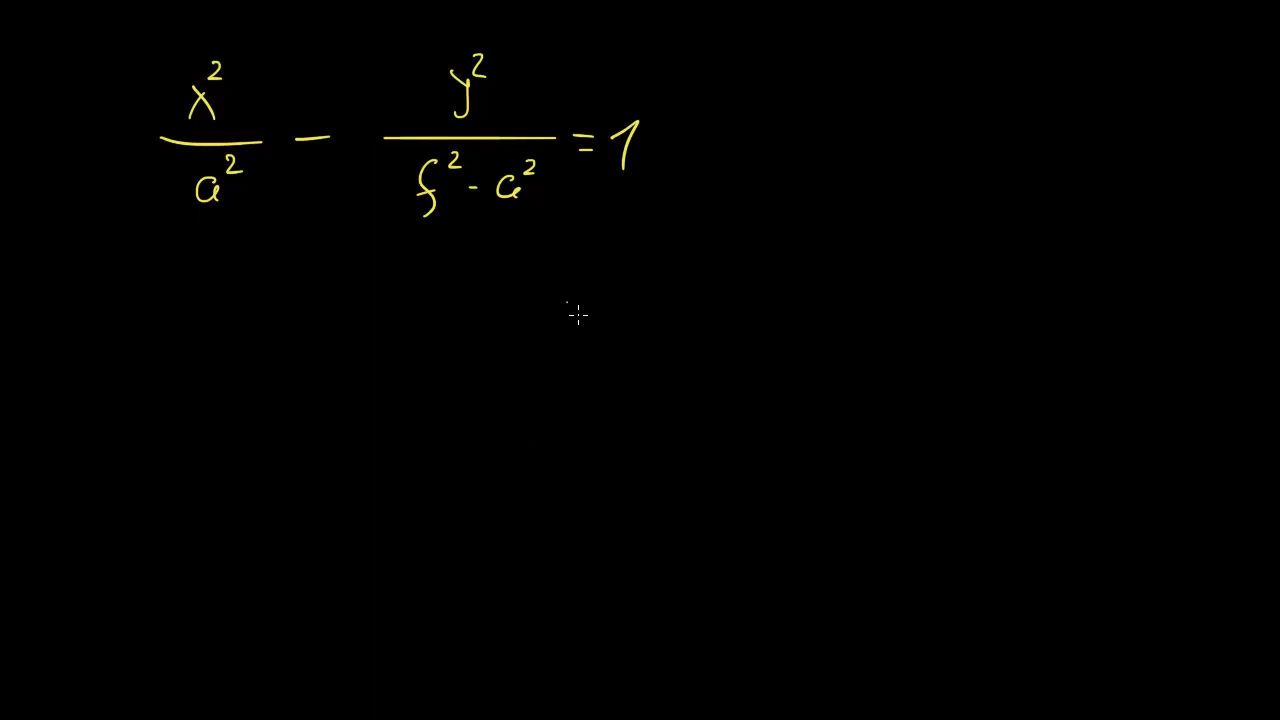 x²/a² - y²/(f² - a²) = 1